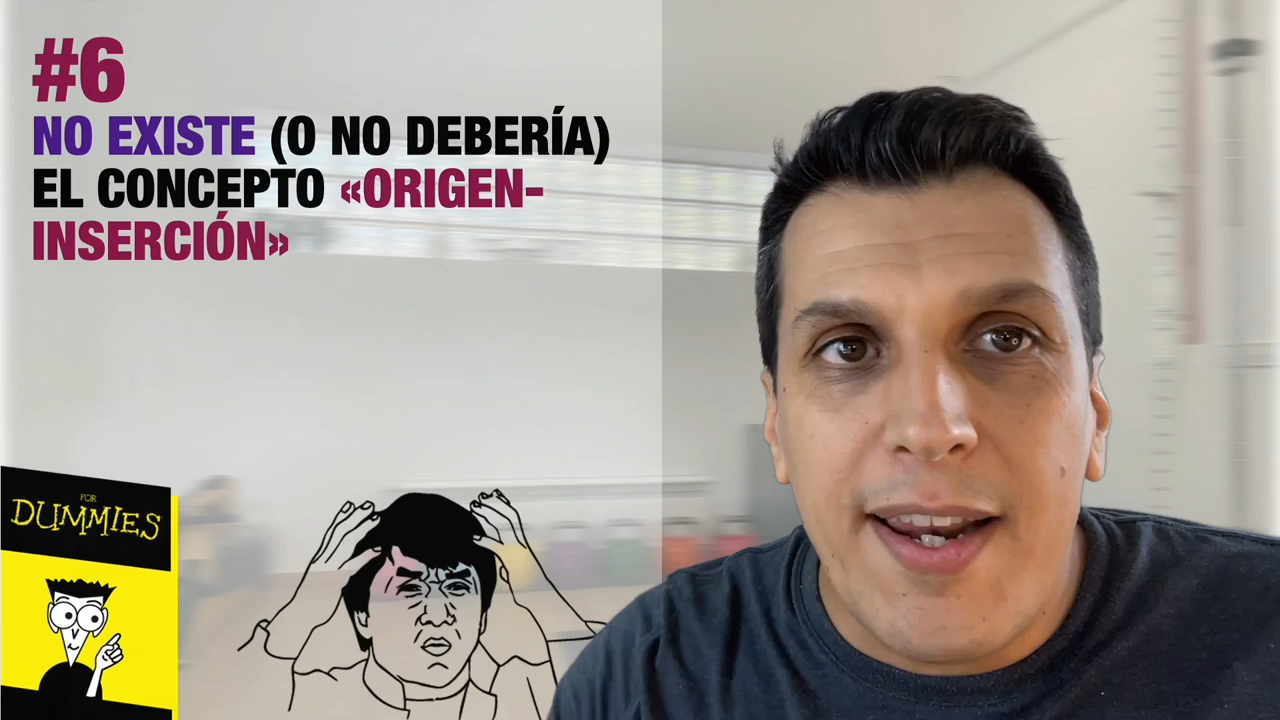 #6
NO EXISTE (O NO DEBERÍA)
EL CONCEPTO «ORIGEN-
INSERCIÓN»
FOR
DUMMIES